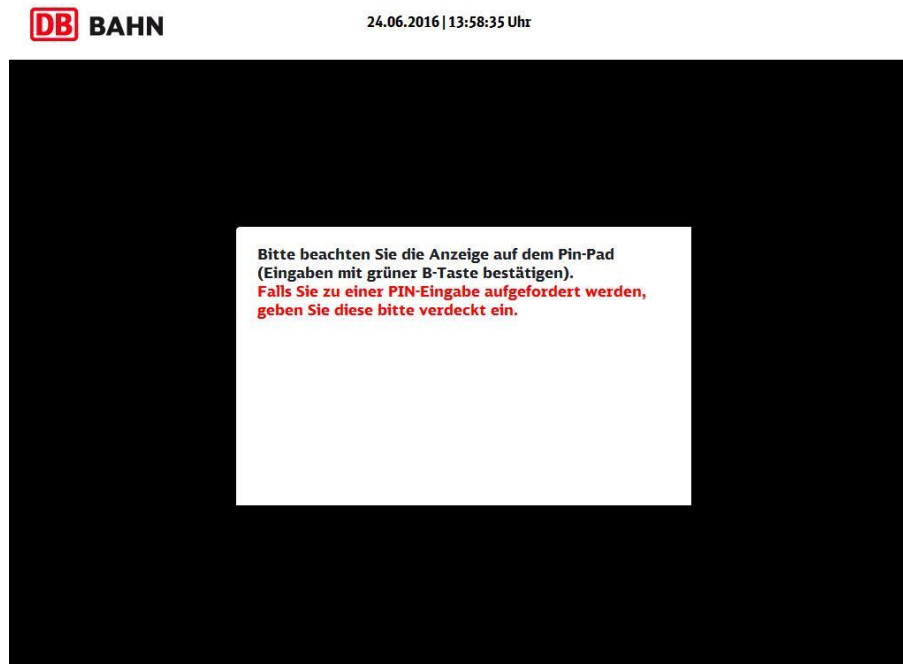 DB BAHN
24.06.2016 | 13:58:35 Uhr
Bitte beachten Sie die Anzeige auf dem Pin-Pad
(Eingaben mit grüner B-Taste bestätigen).
Falls Sie zu einer PIN-Eingabe aufgefordert werden,
geben Sie diese bitte verdeckt ein.